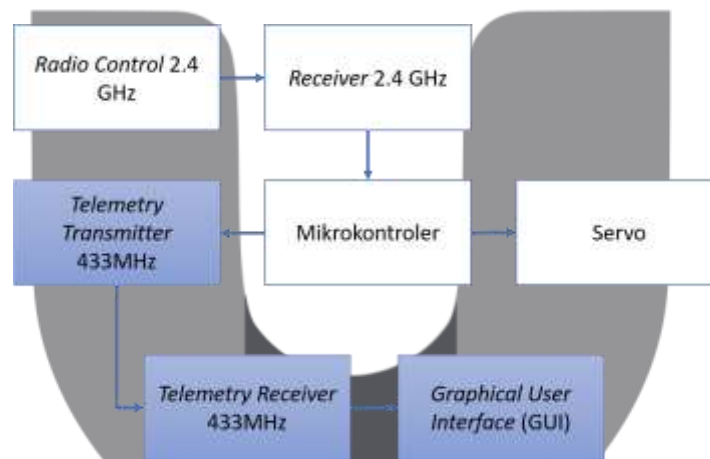 Radio Control 2.4
GHz
Receiver 2.4 GHz
Telemetry
Transmitter
433MHz
Mikrokontroler
Servo
Telemetry Receiver
433MHz
Graphical User
Interface (GUI)